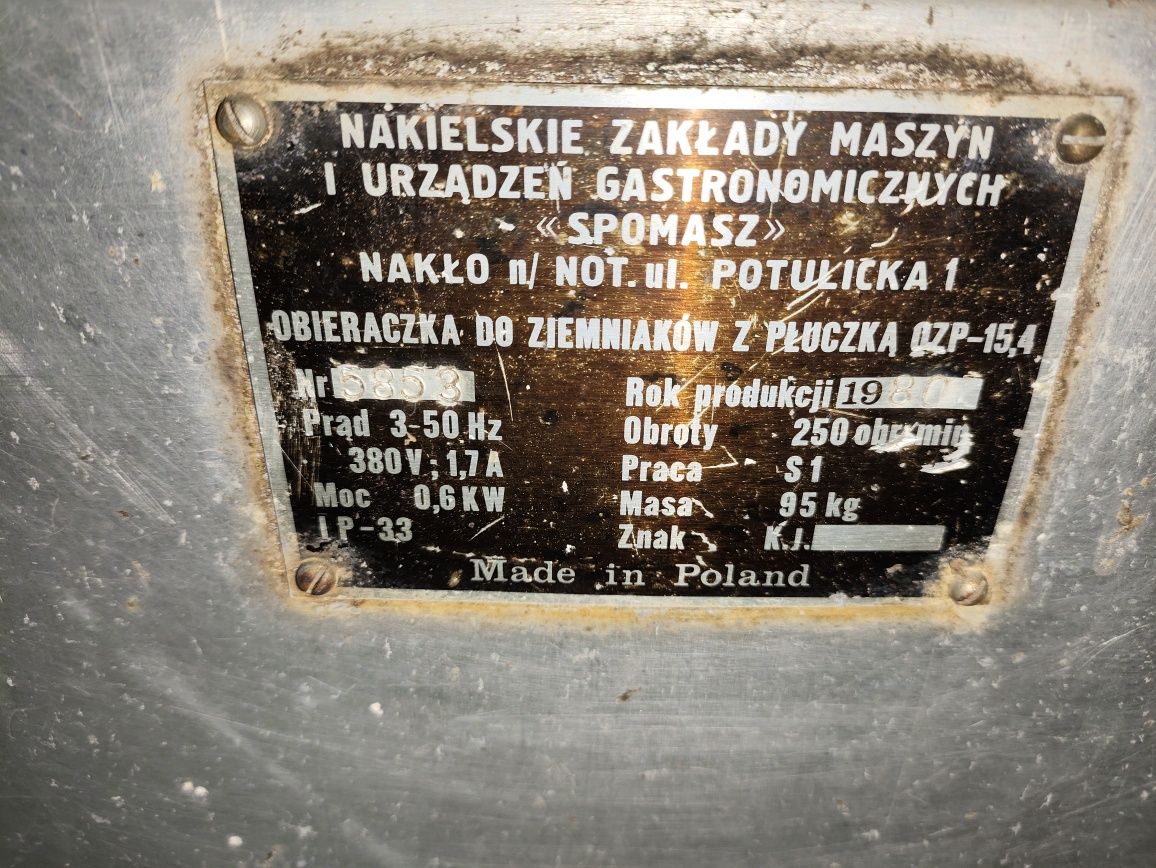 NAKIELSKIE ZAKŁADY MASZYN
I URZĄDZEŃ GASTRONOMICZNYCH
«SPOMASZ»
NAKŁO n/ NOT. ul. POTULICKA 1
OBIERACZKA DO ZIEMNIAKÓW Z PŁUCZKĄ OZP-15,4
Nr 5853 Rok produkcji 1980
Prąd 3-50 Hz Obroty 250 obr/min
380V; 1,7A Praca S1
Moc 0,6 KW Masa 95 kg
IP-33 Znak K.J.
Made in Poland